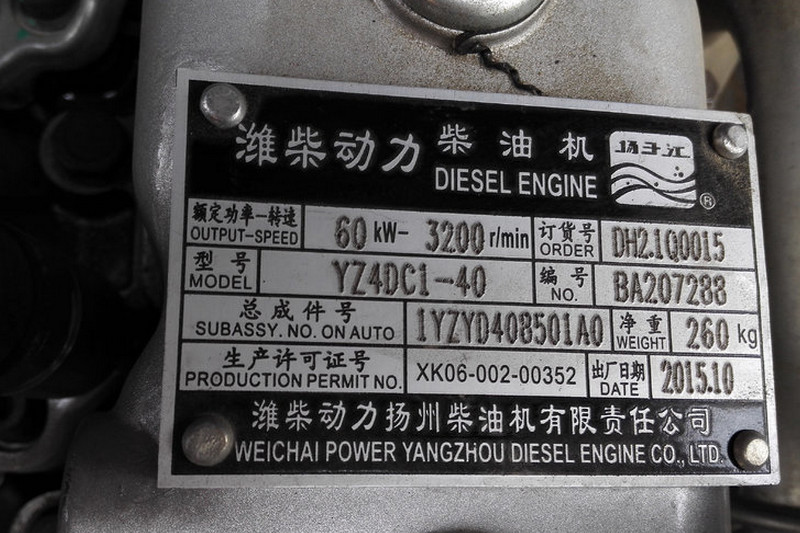 潍柴动力 柴油机 扬子江
DIESEL ENGINE ®
额定功率—转速 60 kW- 3200 r/min 订货号 DH2.1Q0015
OUTPUT-SPEED ORDER
型号 YZ4DC1-40 编号 BA207288
MODEL NO.
总成件号 1YZYD408501A0 净重 260 kg
SUBASSY. NO. ON AUTO WEIGHT
生产许可证号 XK06-002-00352 出厂日期 2015.10
PRODUCTION PERMIT NO. DATE
潍柴动力扬州柴油机有限责任公司
WEICHAI POWER YANGZHOU DIESEL ENGINE CO., LTD.